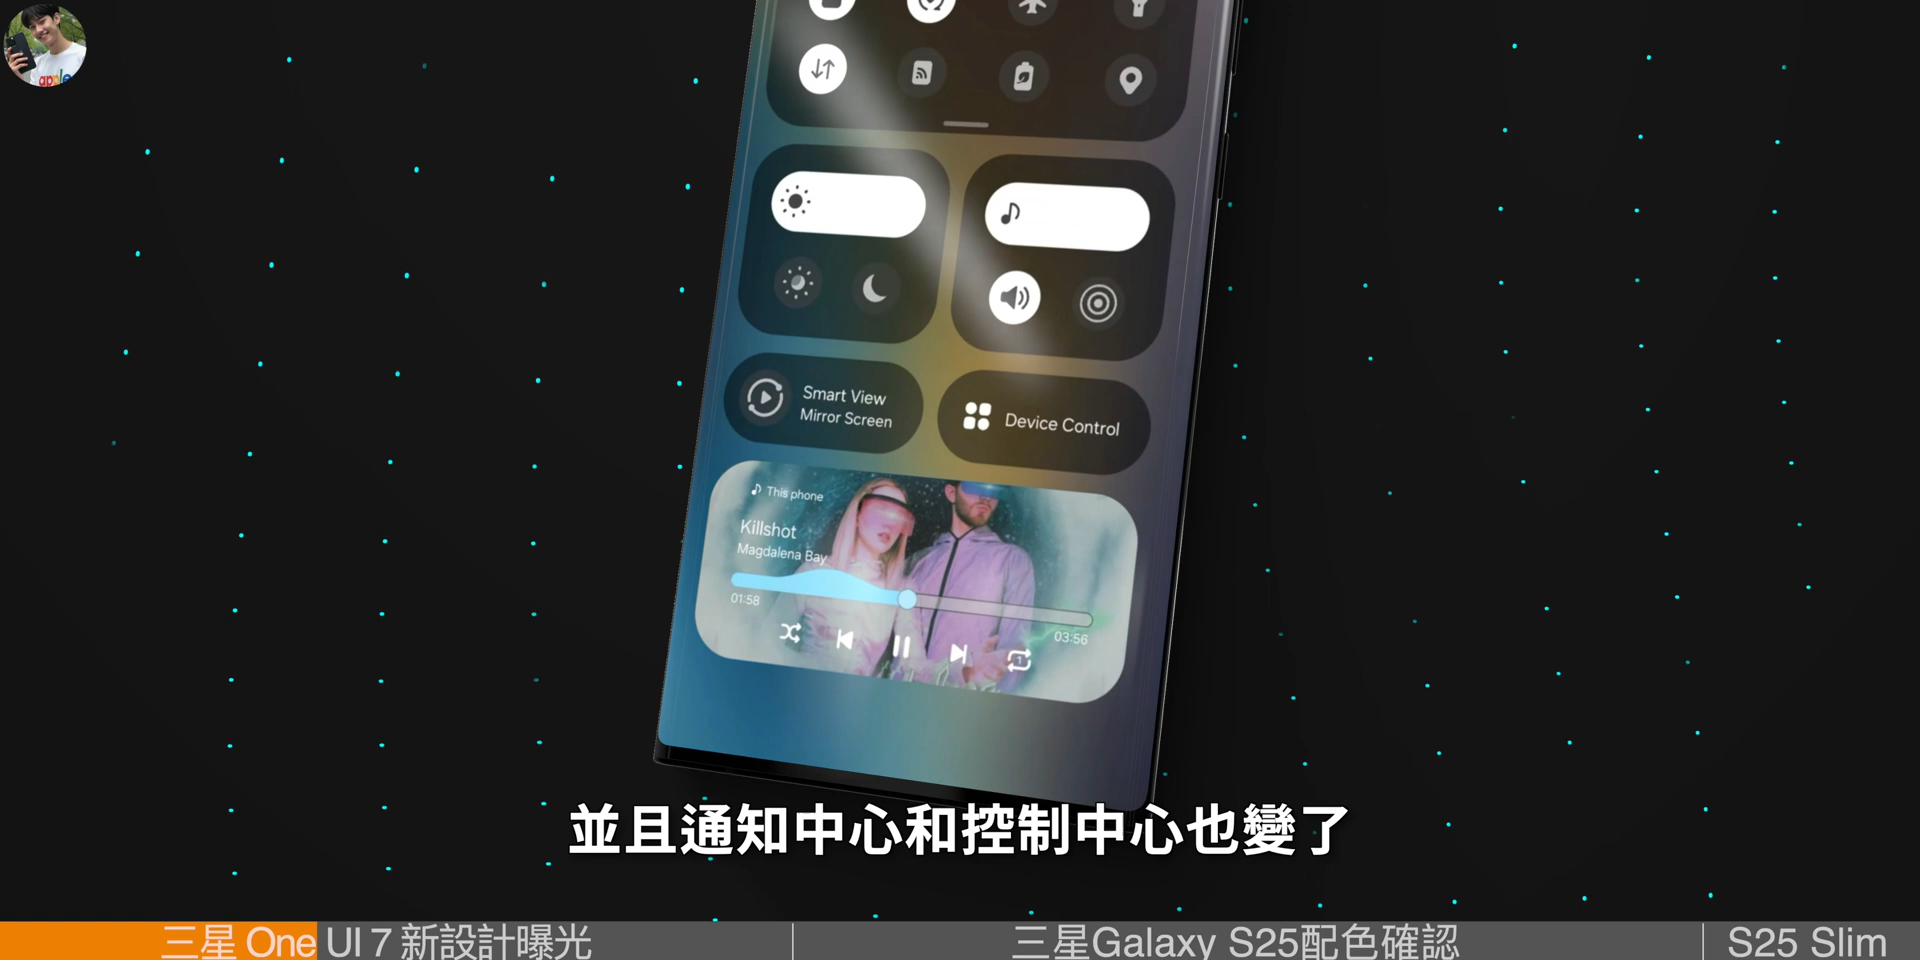 Smart View
Mirror Screen
Device Control
This phone
Killshot
Magdalena Bay
01:58
03:56
並且通知中心和控制中心也變了
三星 One UI 7 新設計曝光
三星Galaxy S25配色確認
S25 Slim